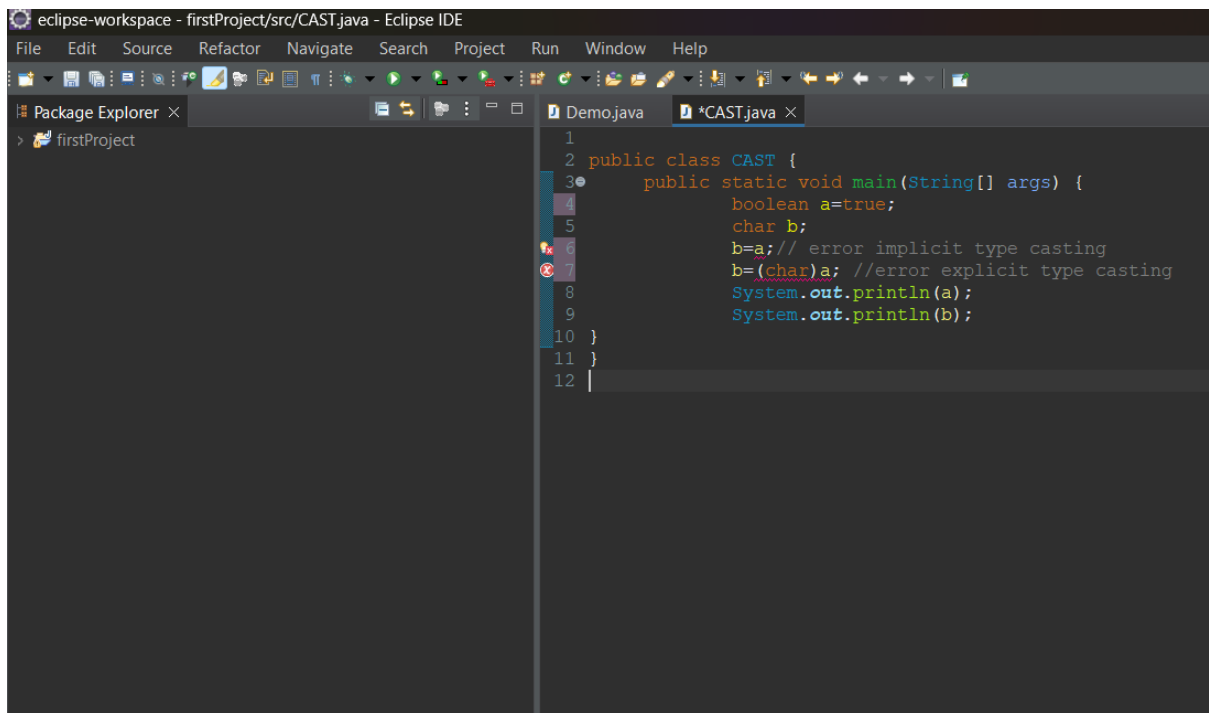 eclipse-workspace - firstProject/src/CAST.java - Eclipse IDE
File Edit Source Refactor Navigate Search Project Run Window Help
Package Explorer
Demo.java
*CAST.java
firstProject
1
2 public class CAST {
3 public static void main(String[] args) {
4 boolean a=true;
5 char b;
6 b=a;// error implicit type casting
7 b=(char)a; //error explicit type casting
8 System.out.println(a);
9 System.out.println(b);
10 }
11 }
12